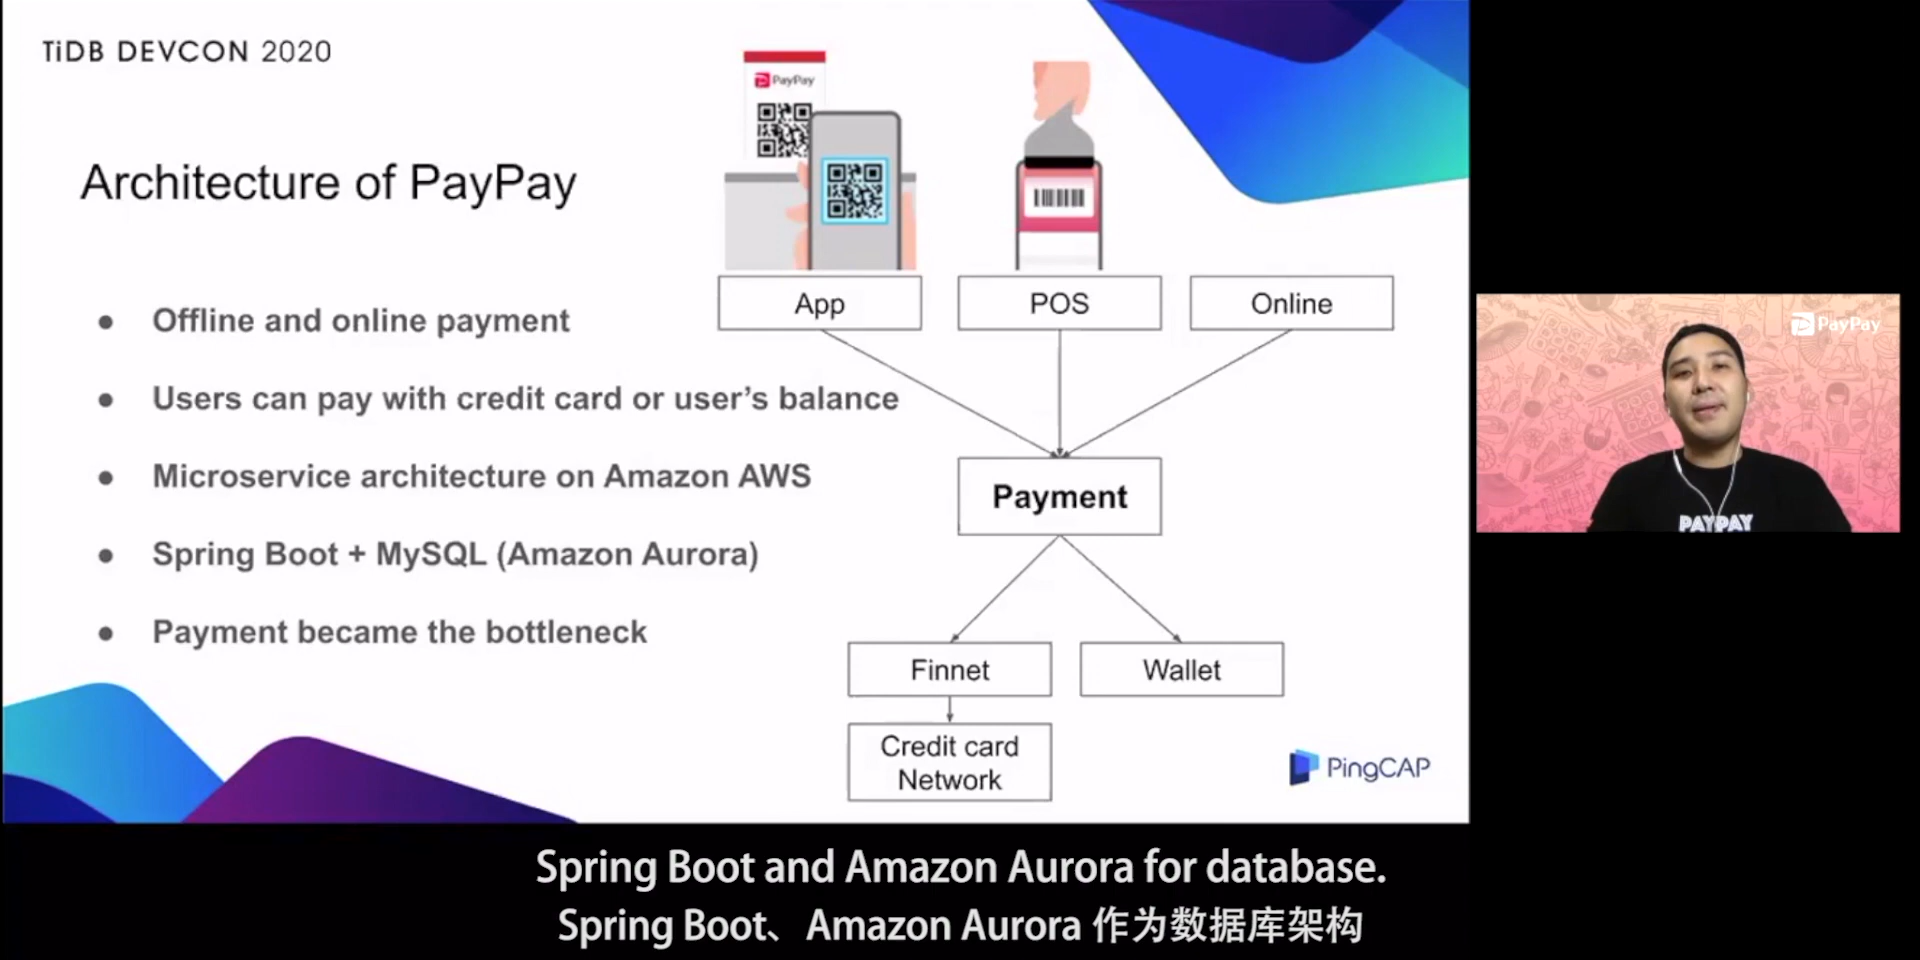 TiDB DEVCON 2020
PayPay
Architecture of PayPay
Offline and online payment
Users can pay with credit card or user's balance
Microservice architecture on Amazon AWS
Spring Boot + MySQL (Amazon Aurora)
Payment became the bottleneck
App
POS
Online
Payment
Finnet
Wallet
Credit card
Network
PingCAP
PayPay
PAYPAY
Spring Boot and Amazon Aurora for database.
Spring Boot、Amazon Aurora 作为数据库架构